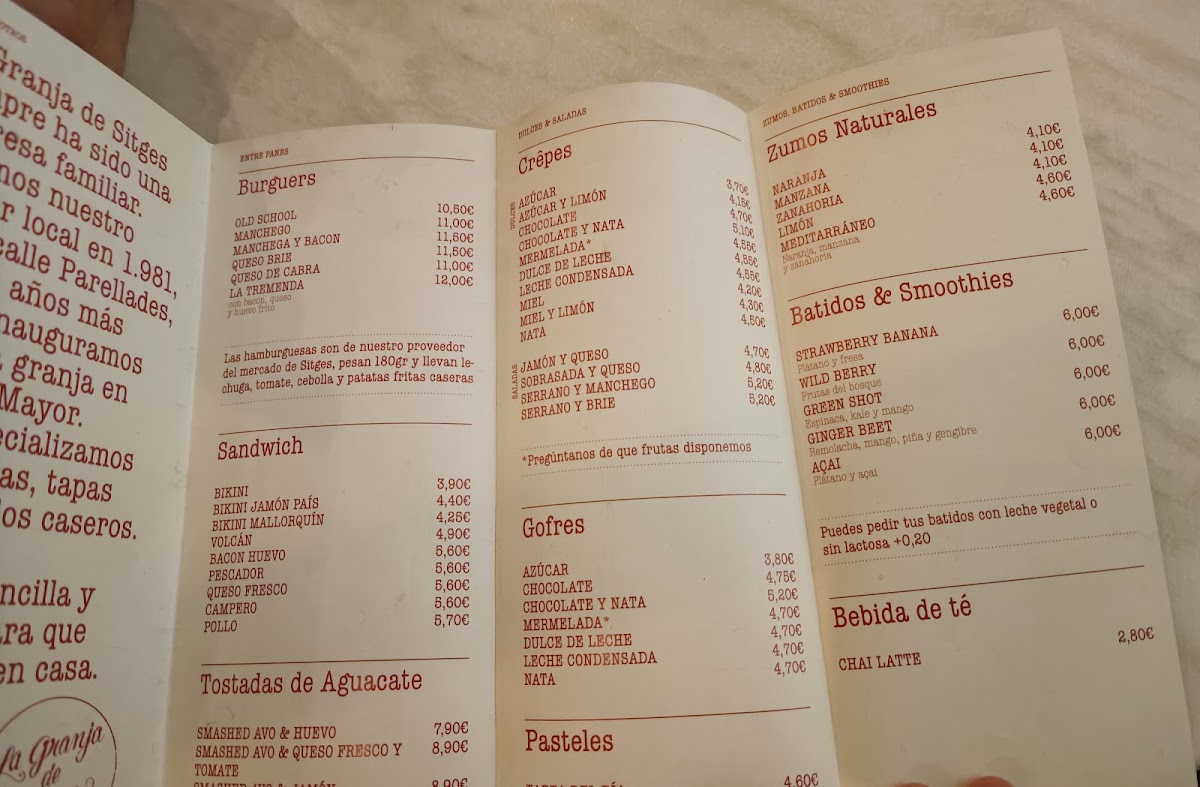 Granja de Sitges
ha sido una
familiar.
nuestro
local en 1.981,
calle Parellades,
años más
inauguramos
granja en
Mayor.
tapas
caseros.
y
que
en casa.
La Granja
de
ENTRE PANES
Burguers
OLD SCHOOL 10,50€
MANCHEGO 11,00€
MANCHEGA Y BACON 11,50€
QUESO BRIE 11,50€
QUESO DE CABRA 11,00€
LA TREMENDA 12,00€
con bacon, queso
y huevo frito
Las hamburguesas son de nuestro proveedor
del mercado de Sitges, pesan 180gr y llevan le-
chuga, tomate, cebolla y patatas fritas caseras
Sandwich
BIKINI 3,90€
BIKINI JAMÓN PAÍS 4,40€
BIKINI MALLORQUÍN 4,25€
VOLCÁN 4,90€
BACON HUEVO 5,60€
PESCADOR 5,60€
QUESO FRESCO 5,60€
CAMPERO 5,60€
POLLO 5,70€
Tostadas de Aguacate
SMASHED AVO & HUEVO 7,90€
SMASHED AVO & QUESO FRESCO Y 8,90€
TOMATE
SMASHED AVO & JAMÓN 8,90€
DULCES & SALADAS
Crêpes
DULCES
AZÚCAR 3,70€
AZÚCAR Y LIMÓN 4,15€
CHOCOLATE 4,70€
CHOCOLATE Y NATA 5,10€
MERMELADA* 4,55€
DULCE DE LECHE 4,55€
LECHE CONDENSADA 4,55€
MIEL 4,20€
MIEL Y LIMÓN 4,30€
NATA 4,50€
SALADAS
JAMÓN Y QUESO 4,70€
SOBRASADA Y QUESO 4,80€
SERRANO Y MANCHEGO 5,20€
SERRANO Y BRIE 5,20€
*Pregúntanos de que frutas disponemos
Gofres
AZÚCAR 3,80€
CHOCOLATE 4,75€
CHOCOLATE Y NATA 5,20€
MERMELADA* 4,70€
DULCE DE LECHE 4,70€
LECHE CONDENSADA 4,70€
NATA 4,70€
Pasteles
4,60€
ZUMOS, BATIDOS & SMOOTHIES
Zumos Naturales
NARANJA 4,10€
MANZANA 4,10€
ZANAHORIA 4,10€
LIMÓN 4,60€
MEDITARRÁNEO 4,60€
Naranja, manzana
y zanahoria
Batidos & Smoothies
STRAWBERRY BANANA 6,00€
Plátano y fresa
WILD BERRY 6,00€
Frutas del bosque
GREEN SHOT 6,00€
Espinaca, kale y mango
GINGER BEET 6,00€
Remolacha, mango, piña y gengibre
AÇAI 6,00€
Plátano y açai
Puedes pedir tus batidos con leche vegetal o
sin lactosa +0,20
Bebida de té
CHAI LATTE 2,80€